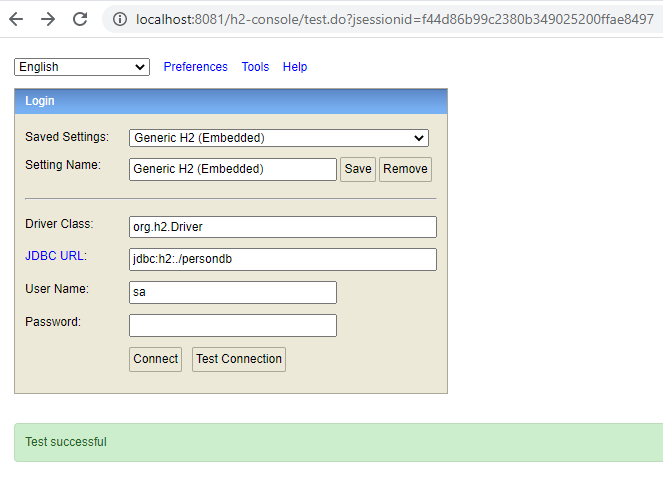 localhost:8081/h2-console/test.do?jsessionid=f44d86b99c2380b349025200ffae8497
English Preferences Tools Help
Login
Saved Settings: Generic H2 (Embedded)
Setting Name: Generic H2 (Embedded) Save Remove
Driver Class: org.h2.Driver
JDBC URL: jdbc:h2:./persondb
User Name: sa
Password:
Connect Test Connection
Test successful